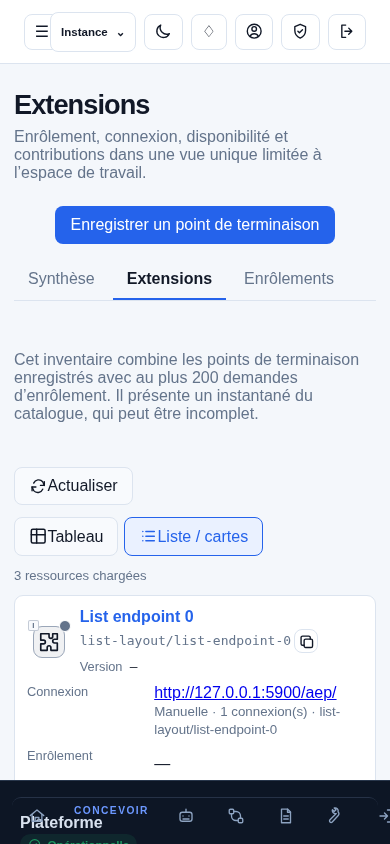 Instance
Extensions
Enrôlement, connexion, disponibilité et
contributions dans une vue unique limitée à
l'espace de travail.
Enregistrer un point de terminaison
Synthèse Extensions Enrôlements
Cet inventaire combine les points de terminaison
enregistrés avec au plus 200 demandes
d'enrôlement. Il présente un instantané du
catalogue, qui peut être incomplet.
Actualiser
Tableau Liste / cartes
3 ressources chargées
List endpoint 0
list-layout/list-endpoint-0
Version –
Connexion http://127.0.0.1:5900/aep/
Manuelle · 1 connexion(s) · list-
layout/list-endpoint-0
Enrôlement —
CONCEVOIR
Plateforme
Opérationnelle